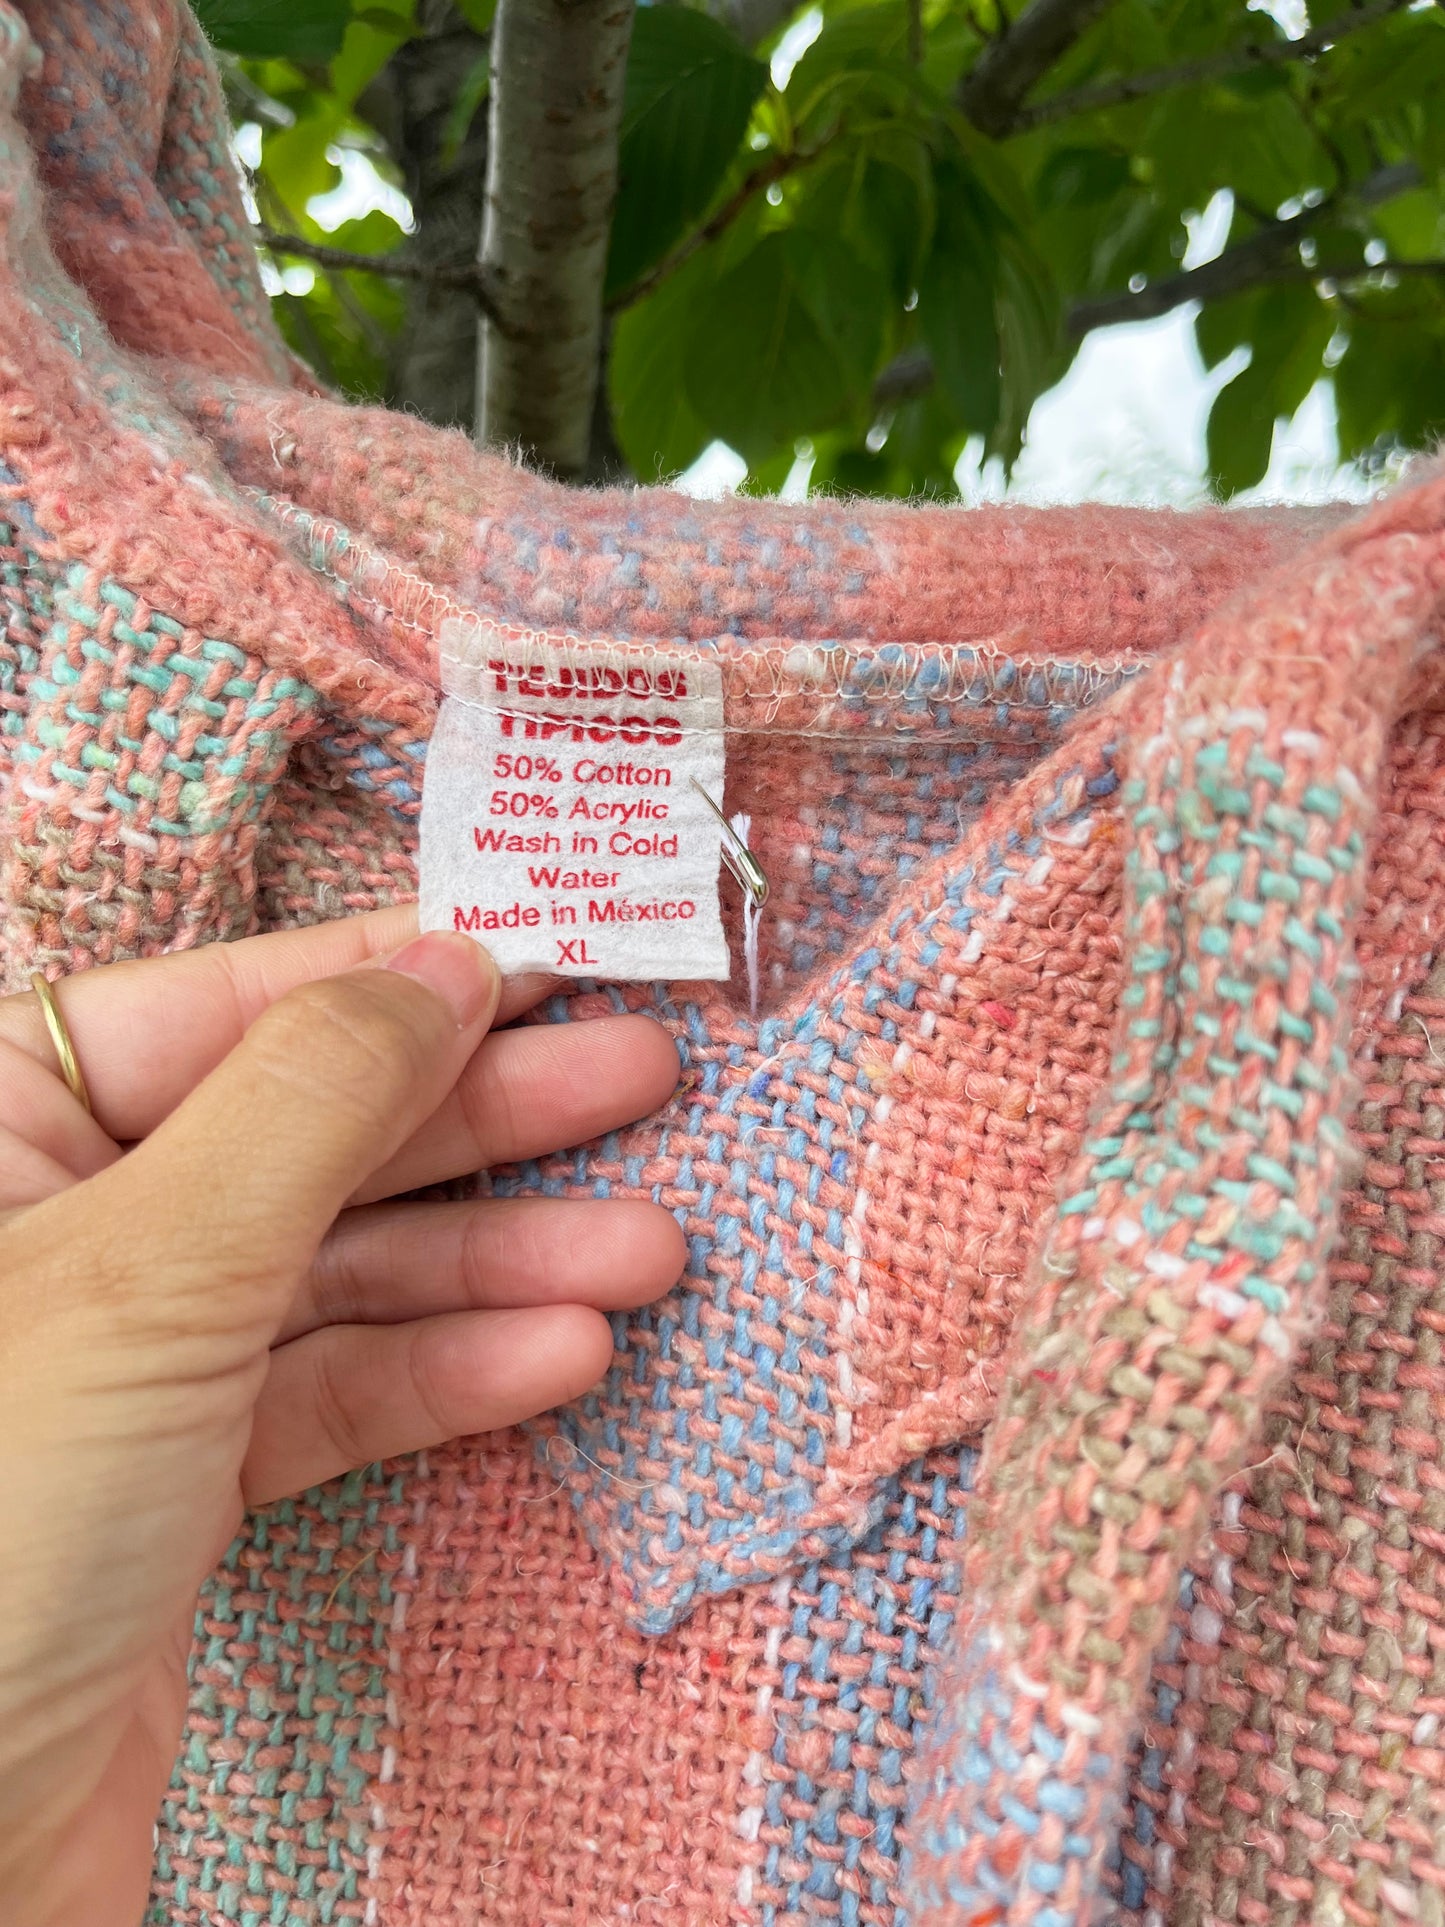 TEJIDOS
TIPICOS
50% Cotton
50% Acrylic
Wash in Cold
Water
Made in México
XL